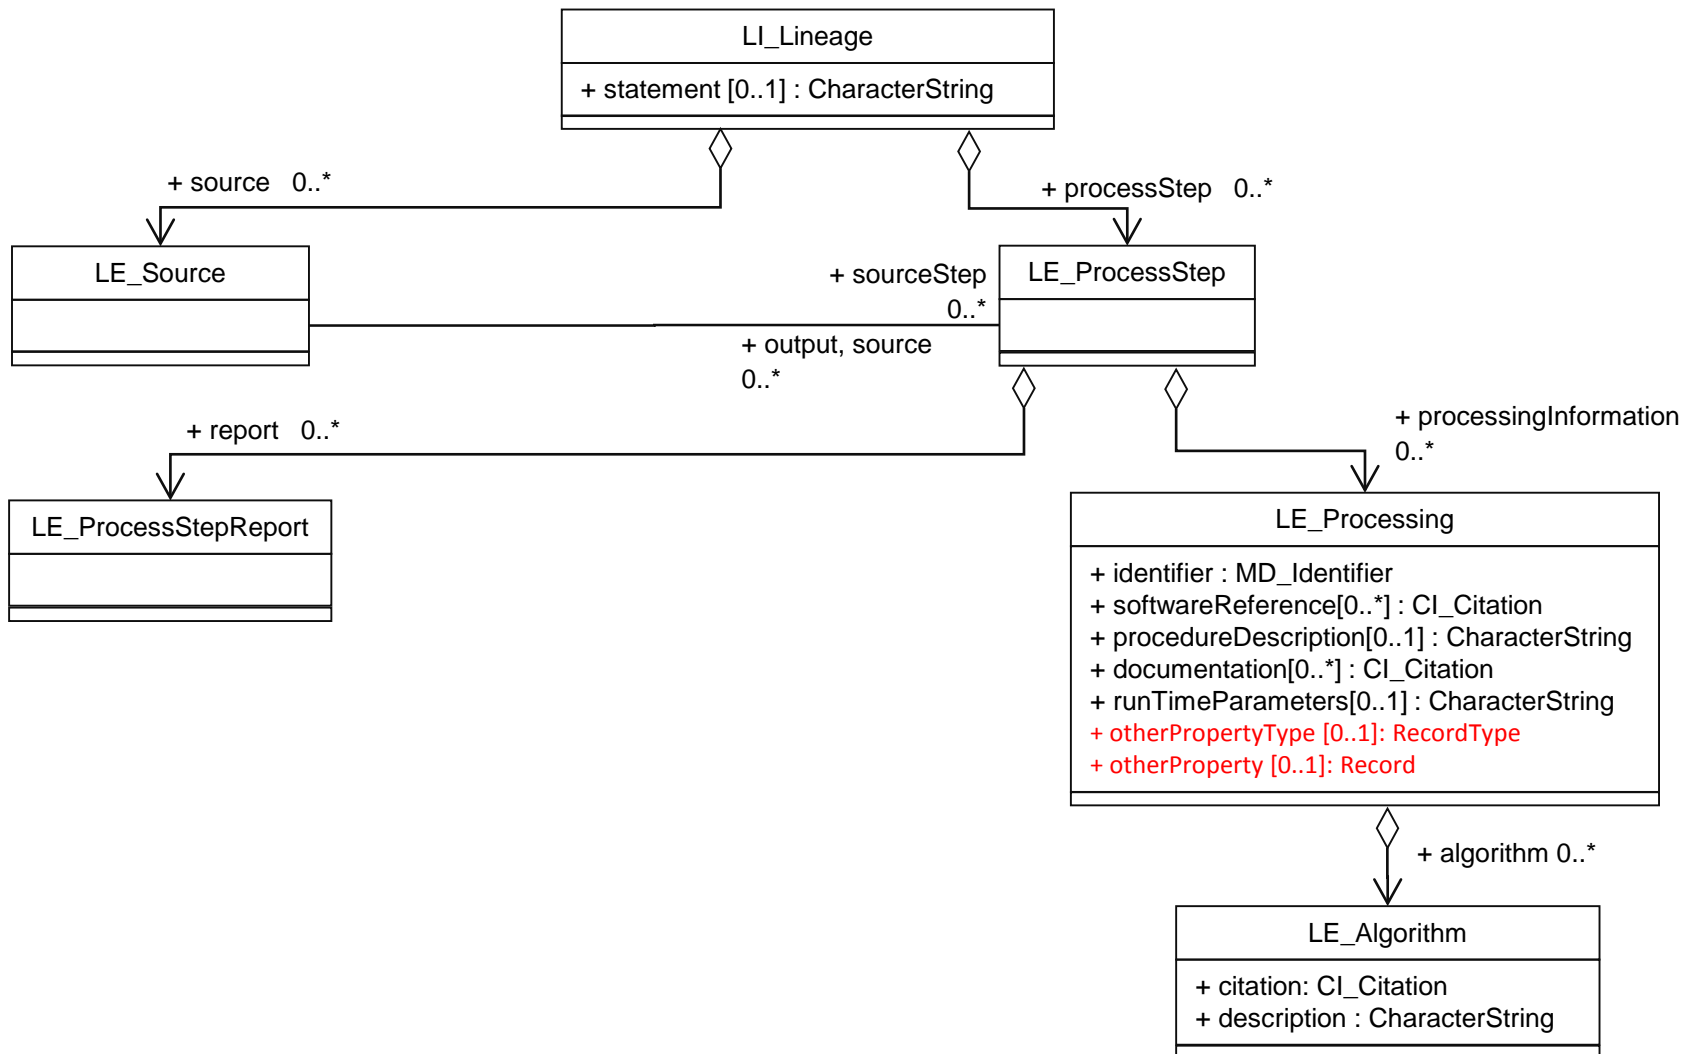 LI_Lineage
+ statement [0..1] : CharacterString
+ source   0..*
+ processStep   0..*
LE_Source
+ sourceStep
0..*
LE_ProcessStep
+ output, source
0..*
+ report   0..*
+ processingInformation
0..*
LE_ProcessStepReport
LE_Processing
+ identifier : MD_Identifier
+ softwareReference[0..*] : CI_Citation
+ procedureDescription[0..1] : CharacterString
+ documentation[0..*] : CI_Citation
+ runTimeParameters[0..1] : CharacterString
+ otherPropertyType [0..1]: RecordType
+ otherProperty [0..1]: Record
+ algorithm 0..*
LE_Algorithm
+ citation: CI_Citation
+ description : CharacterString